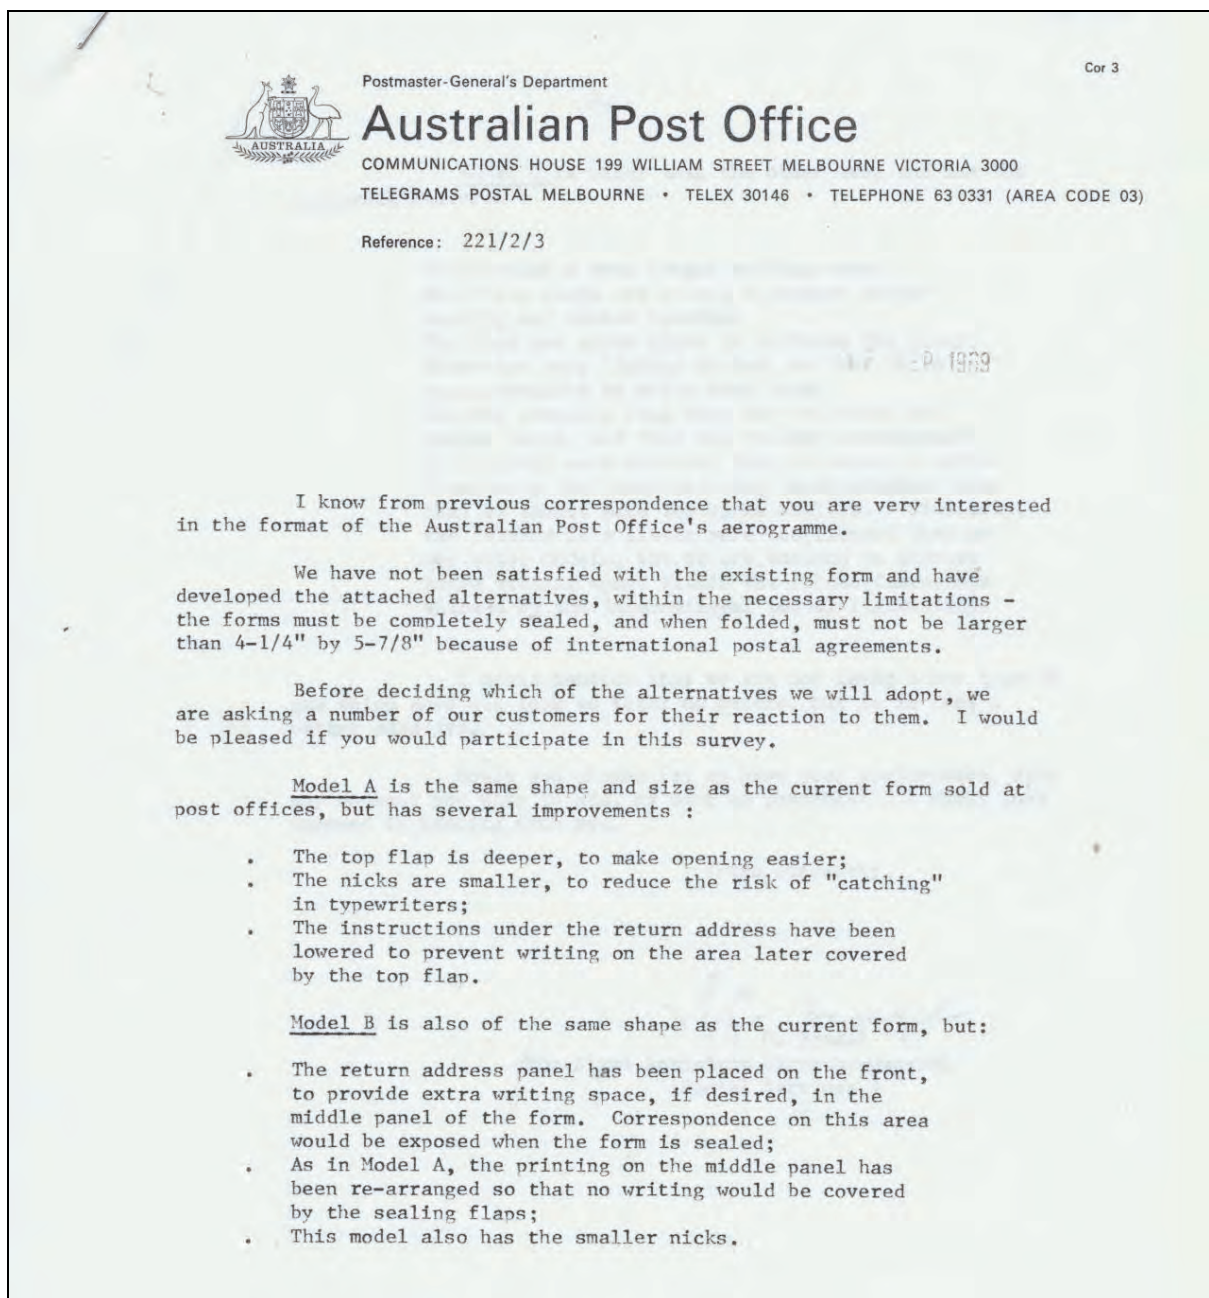 Cor 3
Postmaster-General's Department
Australian Post Office
AUSTRALIA
COMMUNICATIONS HOUSE 199 WILLIAM STREET MELBOURNE VICTORIA 3000
TELEGRAMS POSTAL MELBOURNE • TELEX 30146 • TELEPHONE 63 0331 (AREA CODE 03)
Reference: 221/2/3
1969
I know from previous correspondence that you are very interested
in the format of the Australian Post Office's aerogramme.
We have not been satisfied with the existing form and have
developed the attached alternatives, within the necessary limitations -
the forms must be completely sealed, and when folded, must not be larger
than 4-1/4" by 5-7/8" because of international postal agreements.
Before deciding which of the alternatives we will adopt, we
are asking a number of our customers for their reaction to them. I would
be pleased if you would participate in this survey.
Model A is the same shape and size as the current form sold at
post offices, but has several improvements :
. The top flap is deeper, to make opening easier;
. The nicks are smaller, to reduce the risk of "catching"
in typewriters;
. The instructions under the return address have been
lowered to prevent writing on the area later covered
by the top flap.
Model B is also of the same shape as the current form, but:
. The return address panel has been placed on the front,
to provide extra writing space, if desired, in the
middle panel of the form. Correspondence on this area
would be exposed when the form is sealed;
. As in Model A, the printing on the middle panel has
been re-arranged so that no writing would be covered
by the sealing flaps;
. This model also has the smaller nicks.